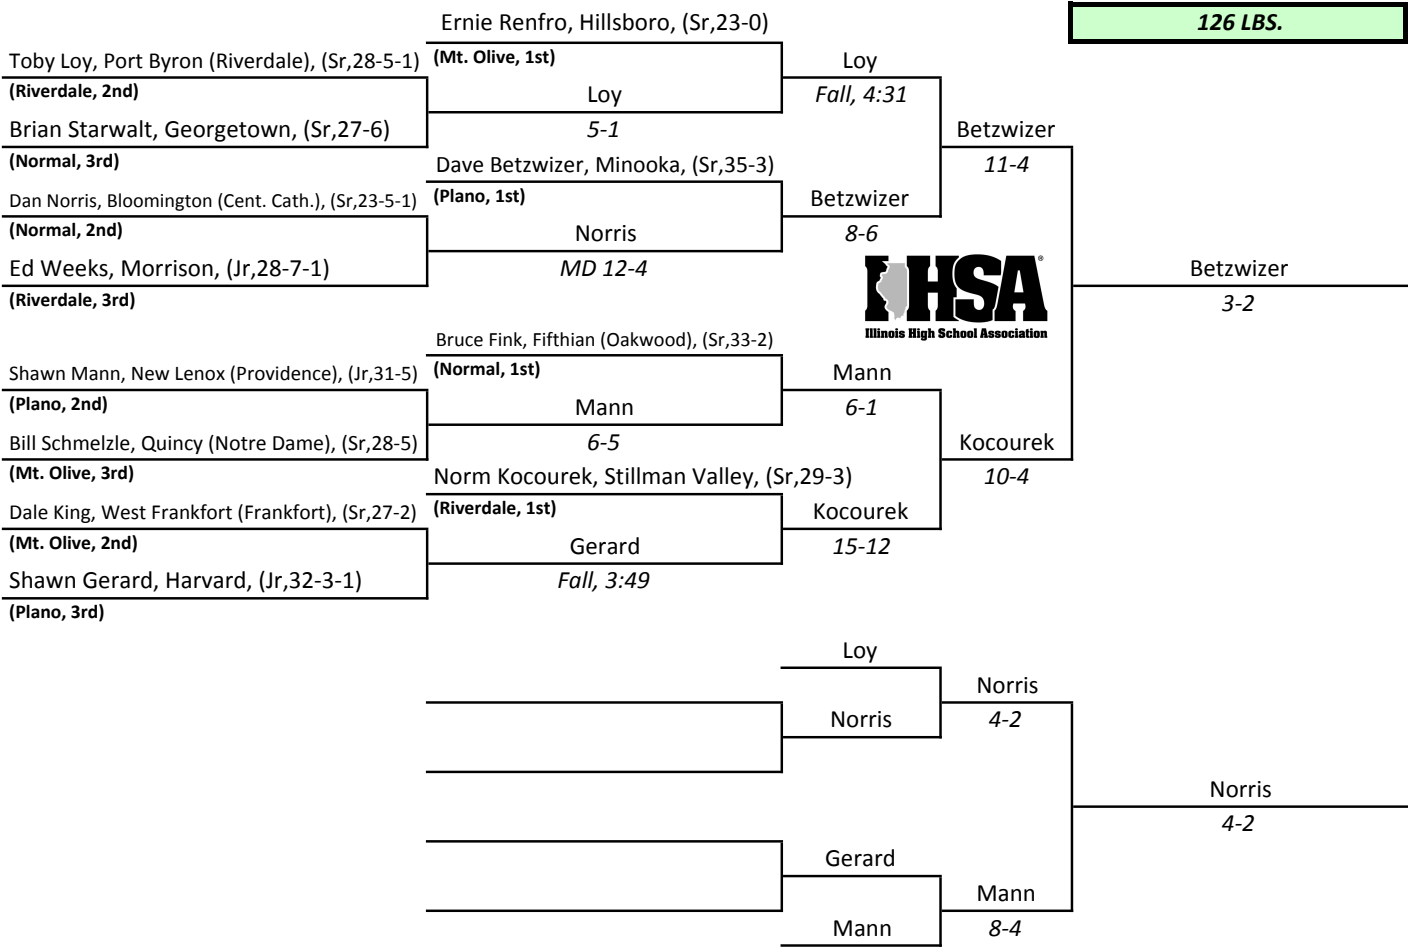 Ernie Renfro, Hillsboro, (Sr,23-0)
126 LBS.
Toby Loy, Port Byron (Riverdale), (Sr,28-5-1)
(Mt. Olive, 1st)
Loy
(Riverdale, 2nd)
Loy
Fall, 4:31
Brian Starwalt, Georgetown, (Sr,27-6)
5-1
Betzwizer
(Normal, 3rd)
Dave Betzwizer, Minooka, (Sr,35-3)
11-4
Dan Norris, Bloomington (Cent. Cath.), (Sr,23-5-1)
(Plano, 1st)
Betzwizer
(Normal, 2nd)
Norris
8-6
Ed Weeks, Morrison, (Jr,28-7-1)
MD 12-4
IHSA
®
Betzwizer
(Riverdale, 3rd)
3-2
Illinois High School Association
Bruce Fink, Fifthian (Oakwood), (Sr,33-2)
Shawn Mann, New Lenox (Providence), (Jr,31-5)
(Normal, 1st)
Mann
(Plano, 2nd)
Mann
6-1
Bill Schmelzle, Quincy (Notre Dame), (Sr,28-5)
6-5
Kocourek
(Mt. Olive, 3rd)
Norm Kocourek, Stillman Valley, (Sr,29-3)
10-4
Dale King, West Frankfort (Frankfort), (Sr,27-2)
(Riverdale, 1st)
Kocourek
(Mt. Olive, 2nd)
Gerard
15-12
Shawn Gerard, Harvard, (Jr,32-3-1)
Fall, 3:49
(Plano, 3rd)
Loy
Norris
Norris
4-2
Norris
4-2
Gerard
Mann
Mann
8-4